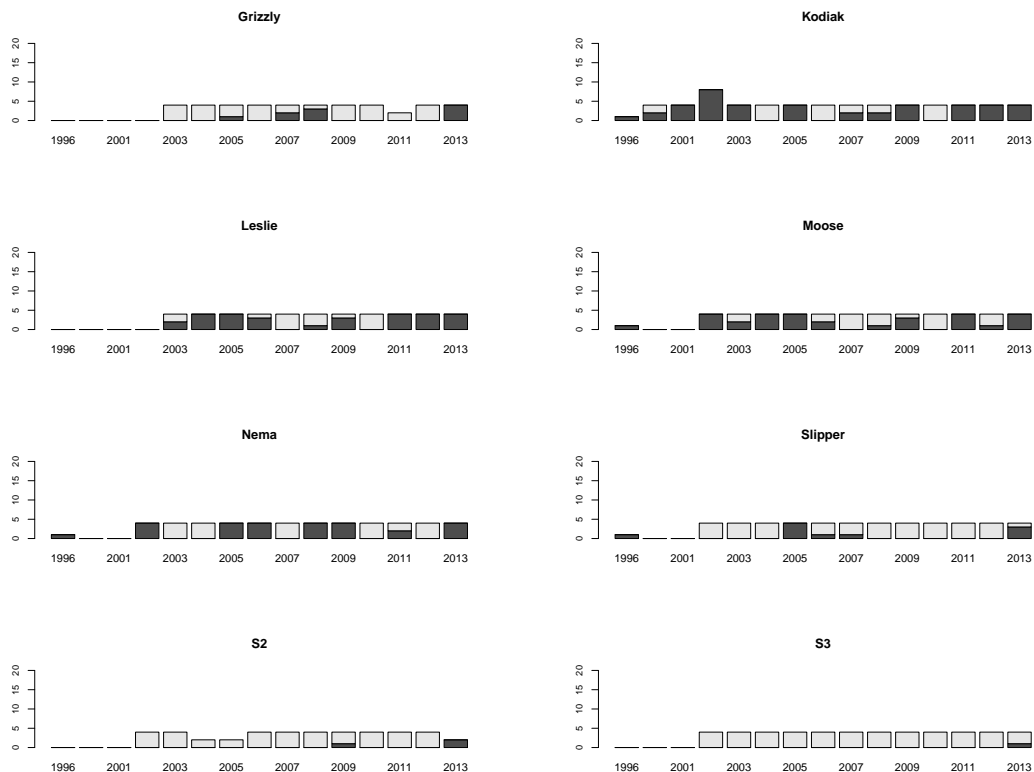 Grizzly
0 5 10 15 20
1996 2001 2003 2005 2007 2009 2011 2013
Kodiak
0 5 10 15 20
1996 2001 2003 2005 2007 2009 2011 2013
Leslie
0 5 10 15 20
1996 2001 2003 2005 2007 2009 2011 2013
Moose
0 5 10 15 20
1996 2001 2003 2005 2007 2009 2011 2013
Nema
0 5 10 15 20
1996 2001 2003 2005 2007 2009 2011 2013
Slipper
0 5 10 15 20
1996 2001 2003 2005 2007 2009 2011 2013
S2
0 5 10 15 20
1996 2001 2003 2005 2007 2009 2011 2013
S3
0 5 10 15 20
1996 2001 2003 2005 2007 2009 2011 2013